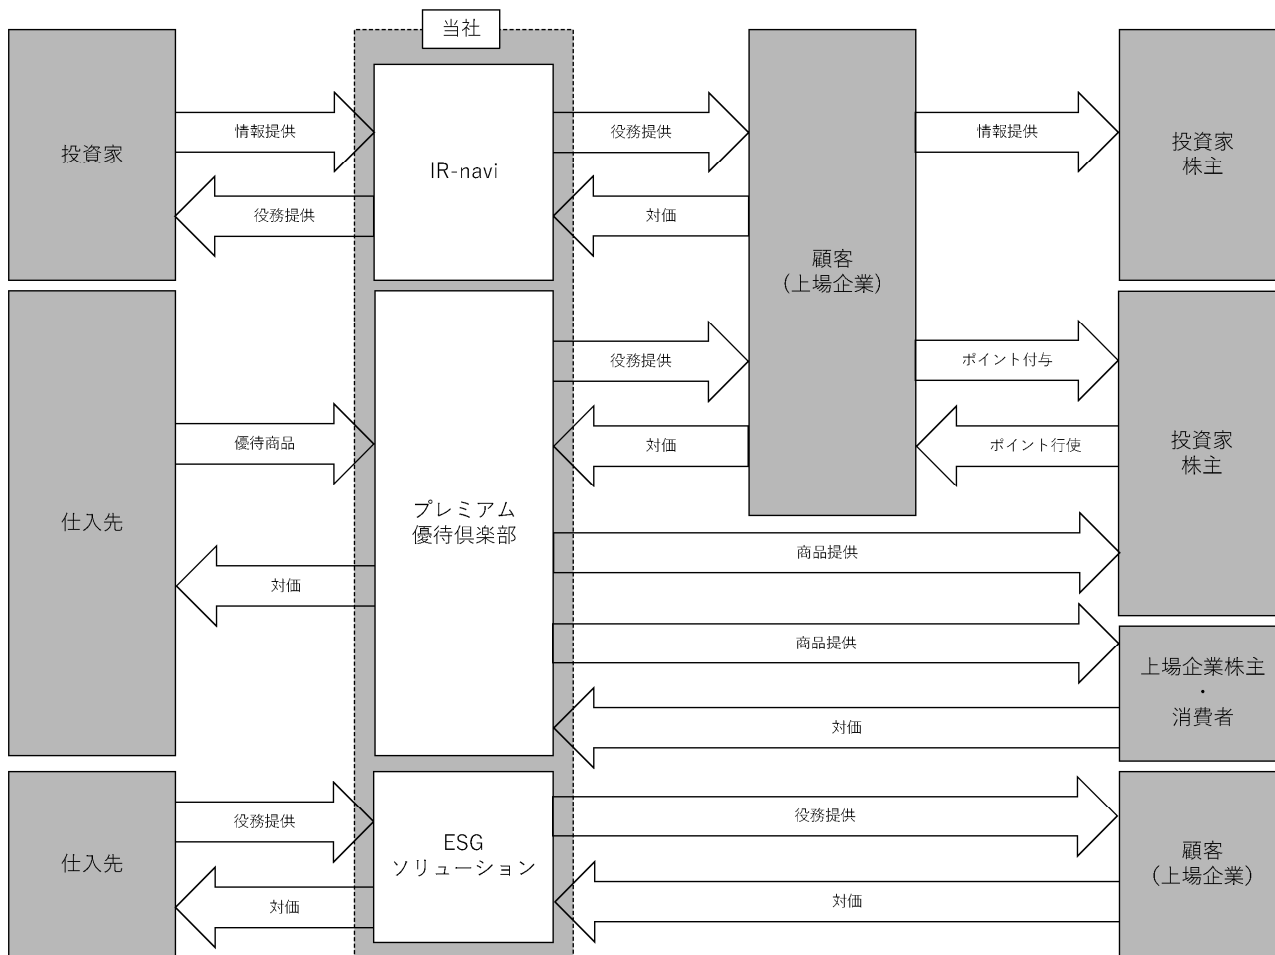 当社
投資家
情報提供
役務提供
IR-navi
役務提供
対価
顧客
（上場企業）
情報提供
投資家
株主
仕入先
優待商品
対価
プレミアム
優待倶楽部
役務提供
対価
ポイント付与
ポイント行使
投資家
株主
商品提供
商品提供
対価
上場企業株主
・
消費者
仕入先
役務提供
対価
ESG
ソリューション
役務提供
対価
顧客
（上場企業）